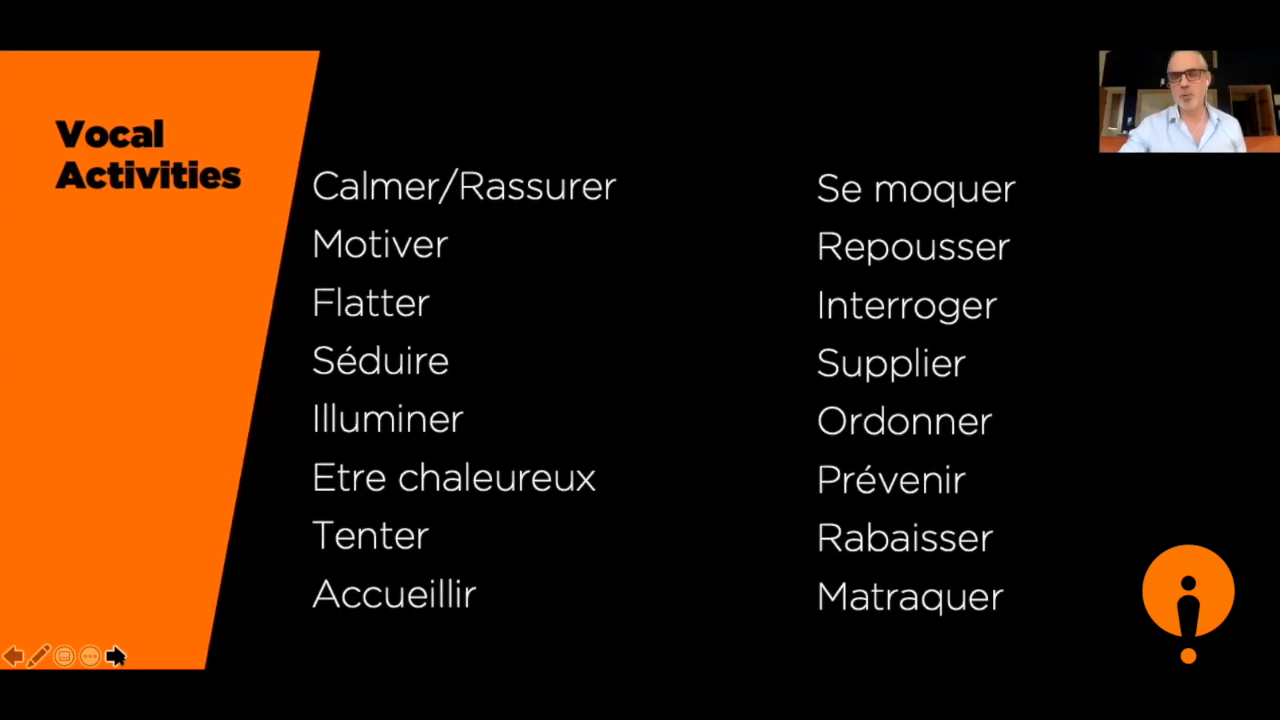 Vocal
Activities
Calmer/Rassurer
Motiver
Flatter
Séduire
Illuminer
Etre chaleureux
Tenter
Accueillir
Se moquer
Repousser
Interroger
Supplier
Ordonner
Prévenir
Rabaisser
Matraquer